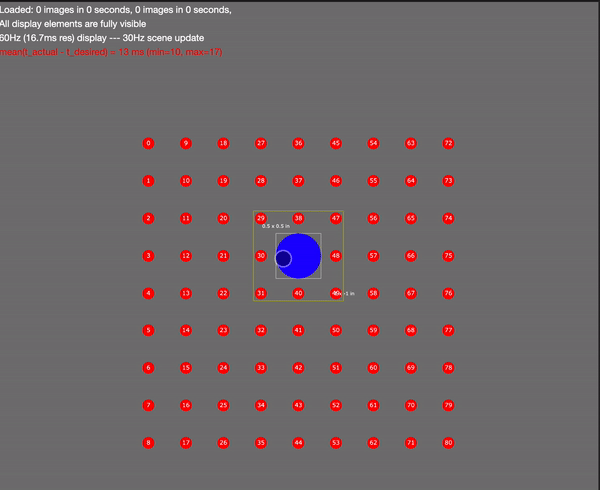 Loaded: 0 images in 0 seconds, 0 images in 0 seconds,
All display elements are fully visible
60Hz (16.7ms res) display --- 30Hz scene update
mean(t_actual - t_desired) = 13 ms (min=10, max=17)
0 9 18 27 36 45 54 63 72
1 10 19 28 37 46 55 64 73
2 11 20 29 38 47 56 65 74
0.5 x 0.5 in
3 12 21 30 48 57 66 75
4 13 22 31 40 in 58 67 76
5 14 23 32 41 50 59 68 77
6 15 24 33 42 51 60 69 78
7 16 25 34 43 52 61 70 79
8 17 26 35 44 53 62 71 80